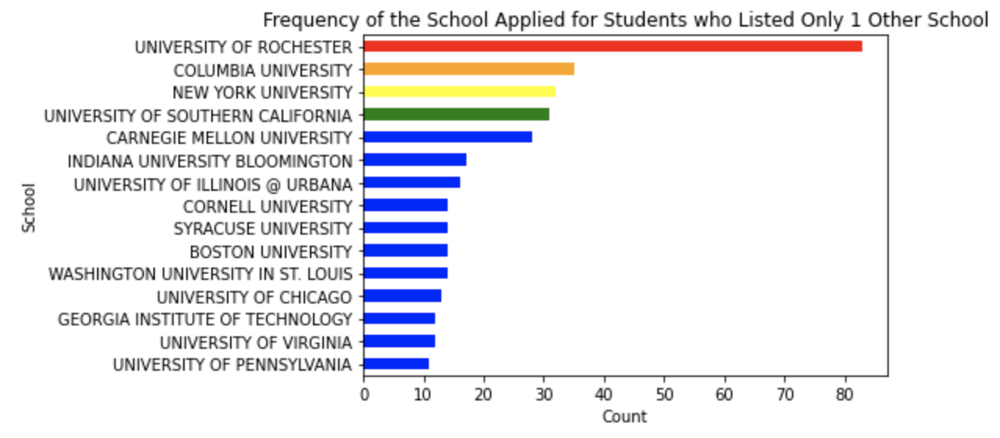 Frequency of the School Applied for Students who Listed Only 1 Other School
UNIVERSITY OF ROCHESTER
COLUMBIA UNIVERSITY
NEW YORK UNIVERSITY
UNIVERSITY OF SOUTHERN CALIFORNIA
CARNEGIE MELLON UNIVERSITY
INDIANA UNIVERSITY BLOOMINGTON
UNIVERSITY OF ILLINOIS @ URBANA
CORNELL UNIVERSITY
SYRACUSE UNIVERSITY
BOSTON UNIVERSITY
WASHINGTON UNIVERSITY IN ST. LOUIS
UNIVERSITY OF CHICAGO
GEORGIA INSTITUTE OF TECHNOLOGY
UNIVERSITY OF VIRGINIA
UNIVERSITY OF PENNSYLVANIA
School
0 10 20 30 40 50 60 70 80
Count